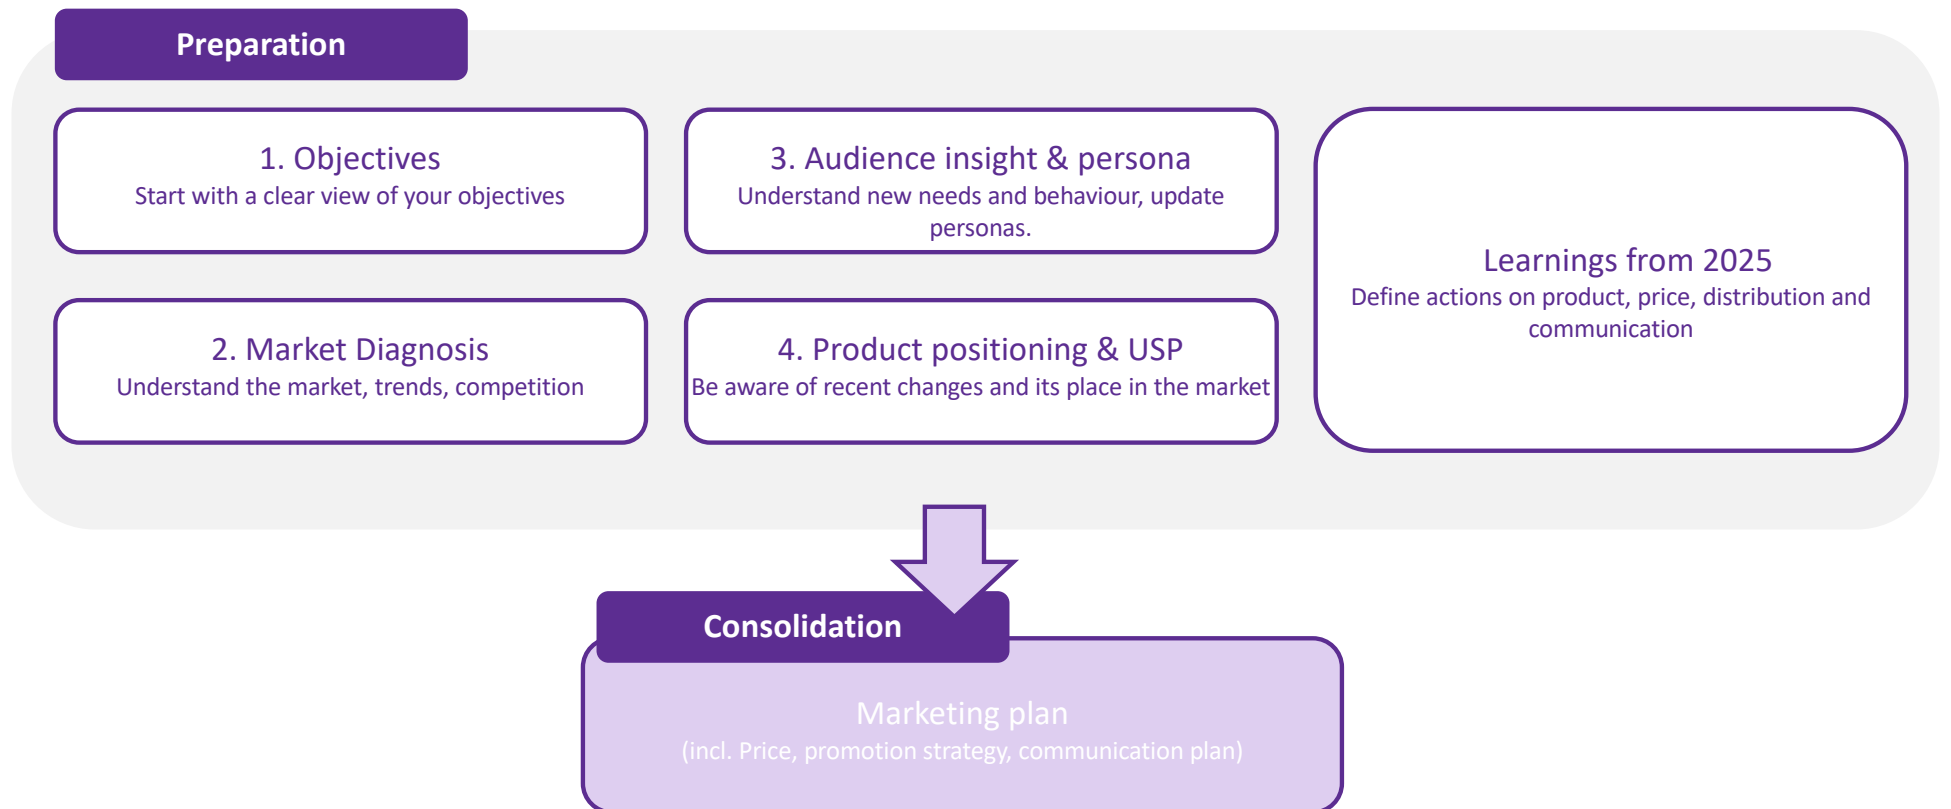 Preparation
1. Objectives
Start with a clear view of your objectives
2. Market Diagnosis
Understand the market, trends, competition
3. Audience insight & persona
Understand new needs and behaviour, update
personas.
4. Product positioning & USP
Be aware of recent changes and its place in the market
Learnings from 2025
Define actions on product, price, distribution and
communication
Consolidation
Marketing plan
(incl. Price, promotion strategy, communication plan)